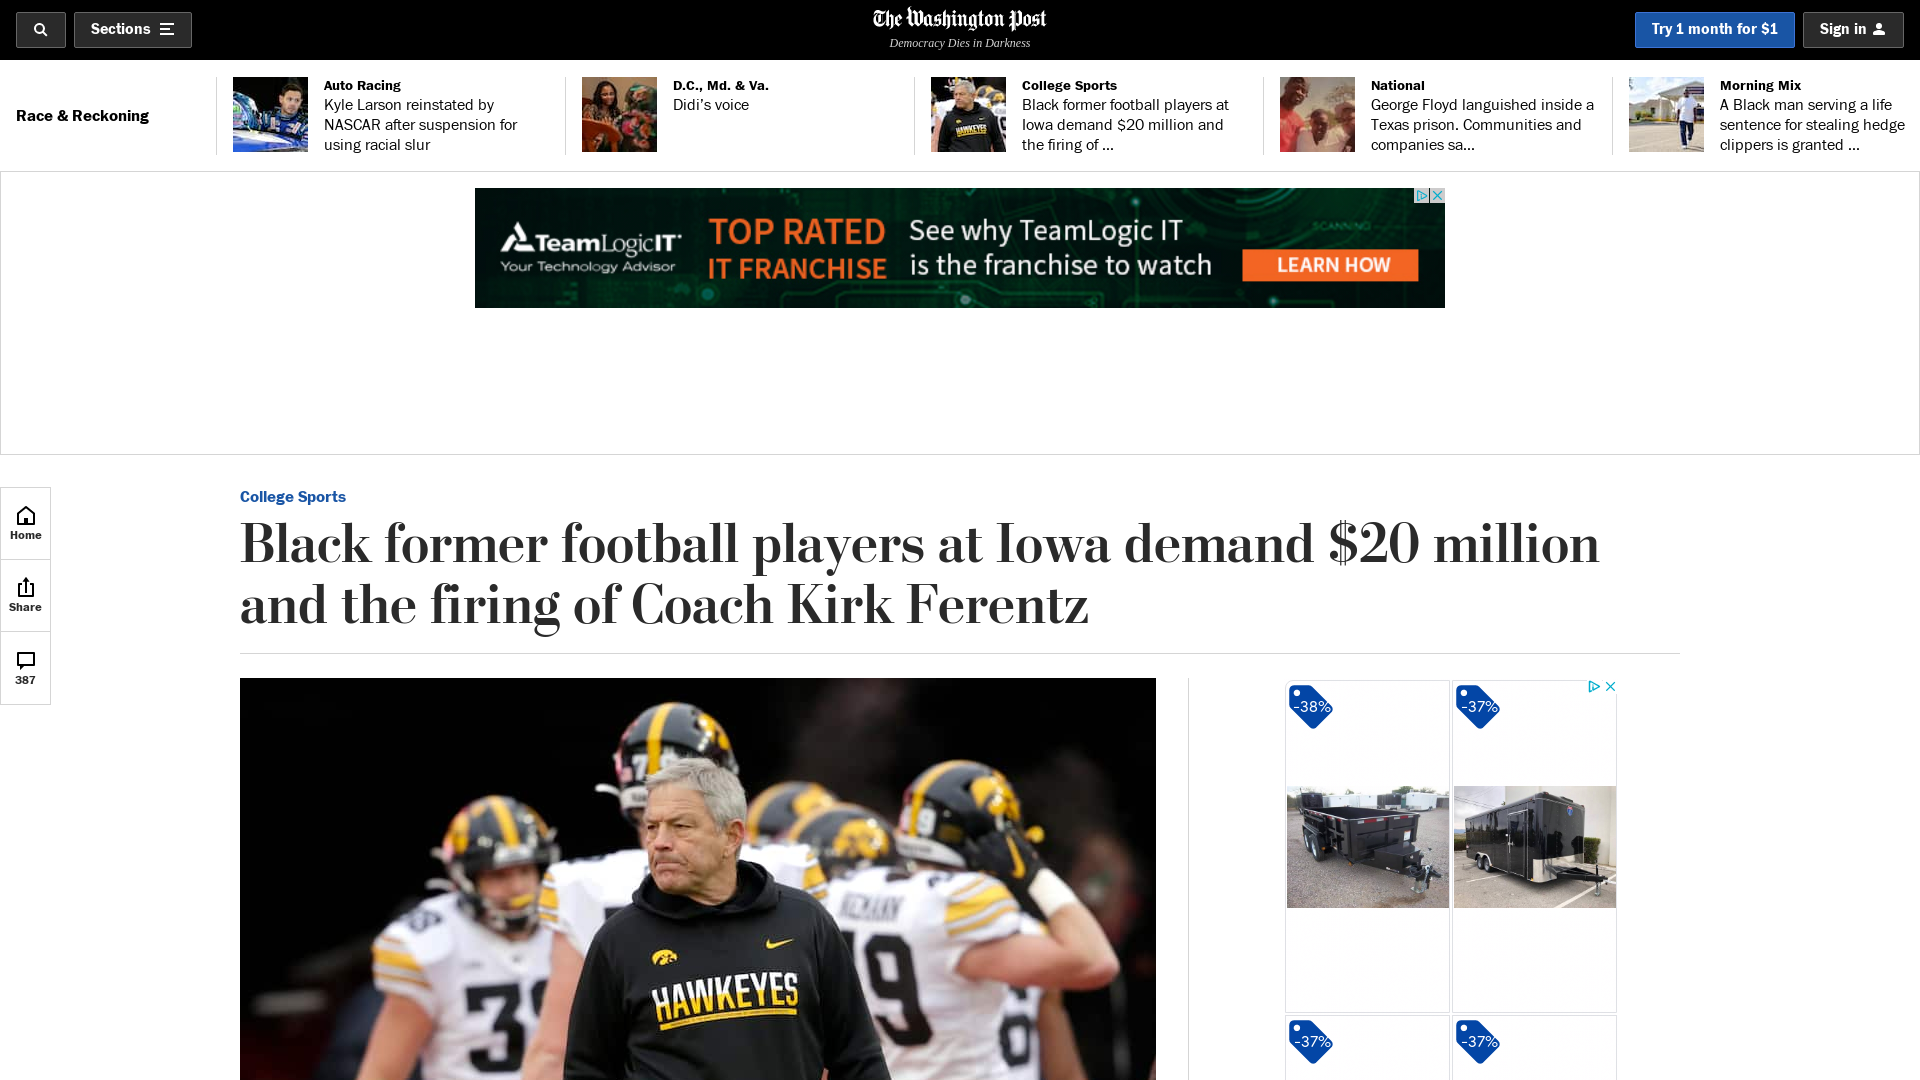 Sections
The Washington Post
Democracy Dies in Darkness
Try 1 month for $1
Sign in
Race & Reckoning
Auto Racing
Kyle Larson reinstated by
NASCAR after suspension for
using racial slur
D.C., Md. & Va.
Didi’s voice
College Sports
Black former football players at
Iowa demand $20 million and
the firing of ...
National
George Floyd languished inside a
Texas prison. Communities and
companies sa...
Morning Mix
A Black man serving a life
sentence for stealing hedge
clippers is granted ...
TeamLogicIT
Your Technology Advisor
TOP RATED
IT FRANCHISE
See why TeamLogic IT
is the franchise to watch
SCANNING
LEARN HOW
Home
Share
387
College Sports
Black former football players at Iowa demand $20 million
and the firing of Coach Kirk Ferentz
HAWKEYES
NIEMANN
-38%
-37%
-37%
-37%